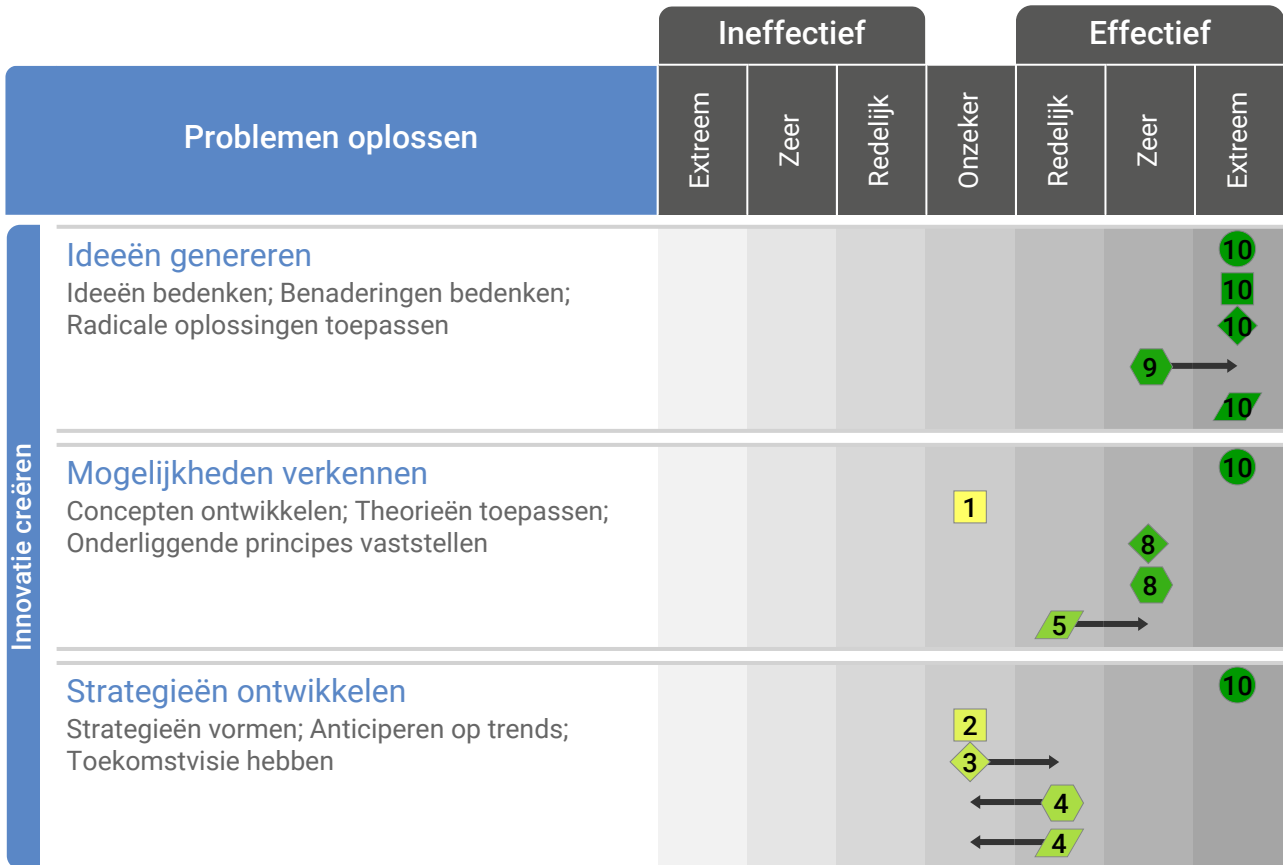 Ineffectief
Effectief
Problemen oplossen
Extreem
Zeer
Redelijk
Onzeker
Redelijk
Zeer
Extreem
Innovatie creëren
Ideeën genereren
Ideeën bedenken; Benaderingen bedenken;
Radicale oplossingen toepassen
10
10
10
9
10
Mogelijkheden verkennen
Concepten ontwikkelen; Theorieën toepassen;
Onderliggende principes vaststellen
10
1
8
8
5
Strategieën ontwikkelen
Strategieën vormen; Anticiperen op trends;
Toekomstvisie hebben
10
2
3
4
4